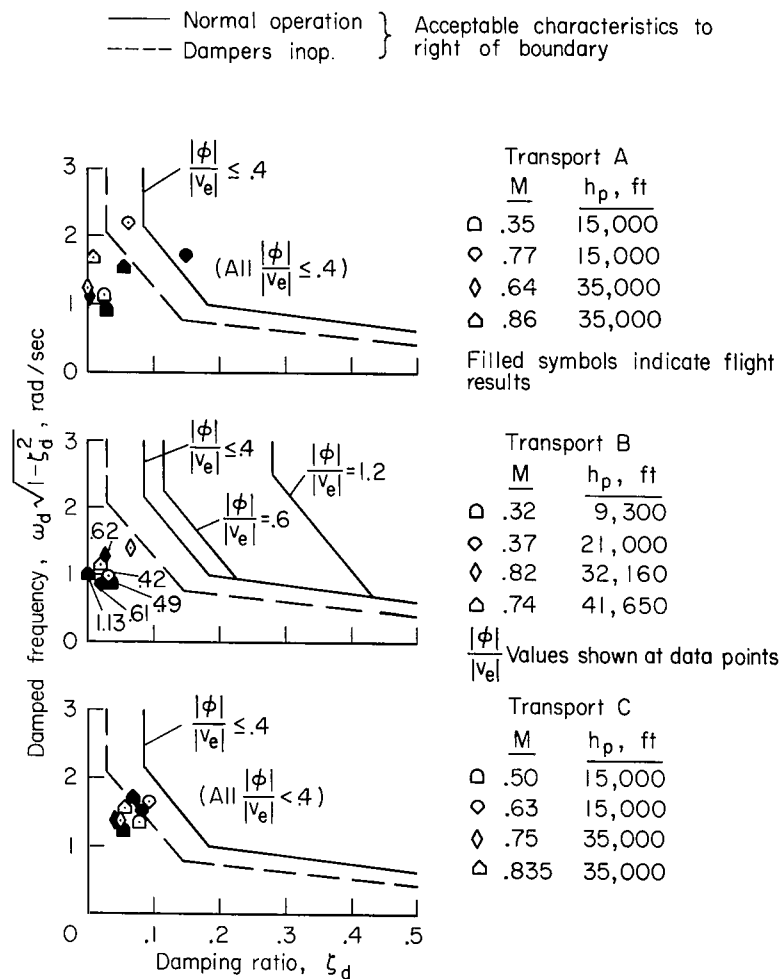 Normal operation
Dampers inop.
} Acceptable characteristics to right of boundary
Damped frequency, ω_d √1-ζ_d², rad/sec
3
2
1
0
|φ|/|v_e| ≤ .4
(All |φ|/|v_e| ≤ .4)
Transport A
M h_p, ft
.35 15,000
.77 15,000
.64 35,000
.86 35,000
Filled symbols indicate flight
results
3
2
1
0
|φ|/|v_e| ≤ .4
|φ|/|v_e| = .6
|φ|/|v_e| = 1.2
.62
.42
.49
.61
1.13
Transport B
M h_p, ft
.32 9,300
.37 21,000
.82 32,160
.74 41,650
|φ|/|v_e| Values shown at data points
3
2
1
0
|φ|/|v_e| ≤ .4
(All |φ|/|v_e| < .4)
Transport C
M h_p, ft
.50 15,000
.63 15,000
.75 35,000
.835 35,000
0 .1 .2 .3 .4 .5
Damping ratio, ζ_d